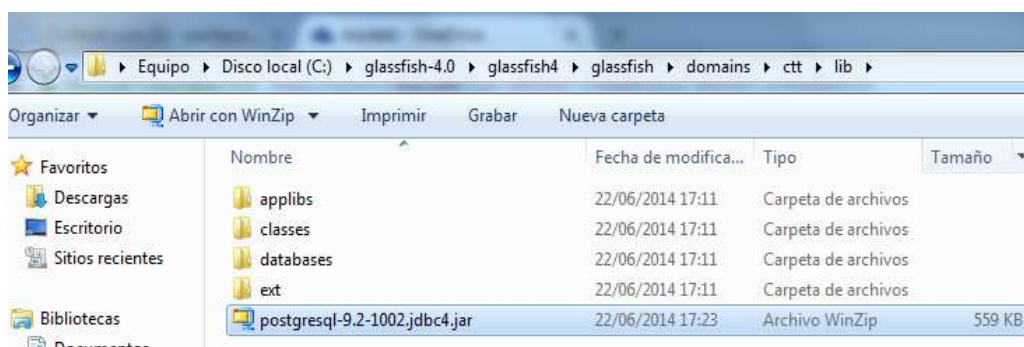 Equipo ▸ Disco local (C:) ▸ glassfish-4.0 ▸ glassfish4 ▸ glassfish ▸ domains ▸ ctt ▸ lib ▸
Organizar ▾ Abrir con WinZip ▾ Imprimir Grabar Nueva carpeta
Favoritos
Descargas
Escritorio
Sitios recientes
Bibliotecas
Documentos
Nombre Fecha de modifica... Tipo Tamaño
applibs 22/06/2014 17:11 Carpeta de archivos
classes 22/06/2014 17:11 Carpeta de archivos
databases 22/06/2014 17:11 Carpeta de archivos
ext 22/06/2014 17:11 Carpeta de archivos
postgresql-9.2-1002.jdbc4.jar 22/06/2014 17:23 Archivo WinZip 559 KB